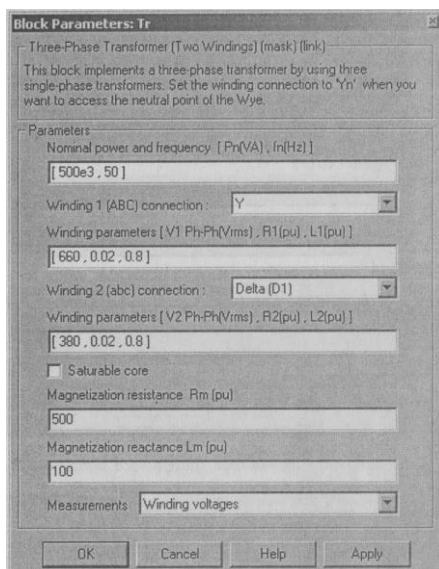 Block Parameters: Tr
Three-Phase Transformer (Two Windings) (mask) (link)
This block implements a three-phase transformer by using three
single-phase transformers. Set the winding connection to 'Yn' when you
want to access the neutral point of the Wye.
Parameters
Nominal power and frequency [ Pn(VA) , fn(Hz) ]
[ 500e3 , 50 ]
Winding 1 (ABC) connection : Y
Winding parameters [ V1 Ph-Ph(Vrms) , R1(pu) , L1(pu) ]
[ 660 , 0.02 , 0.8 ]
Winding 2 (abc) connection : Delta (D1)
Winding parameters [ V2 Ph-Ph(Vrms) , R2(pu) , L2(pu) ]
[ 380 , 0.02 , 0.8 ]
Saturable core
Magnetization resistance Rm (pu)
500
Magnetization reactance Lm (pu)
100
Measurements Winding voltages
OK Cancel Help Apply